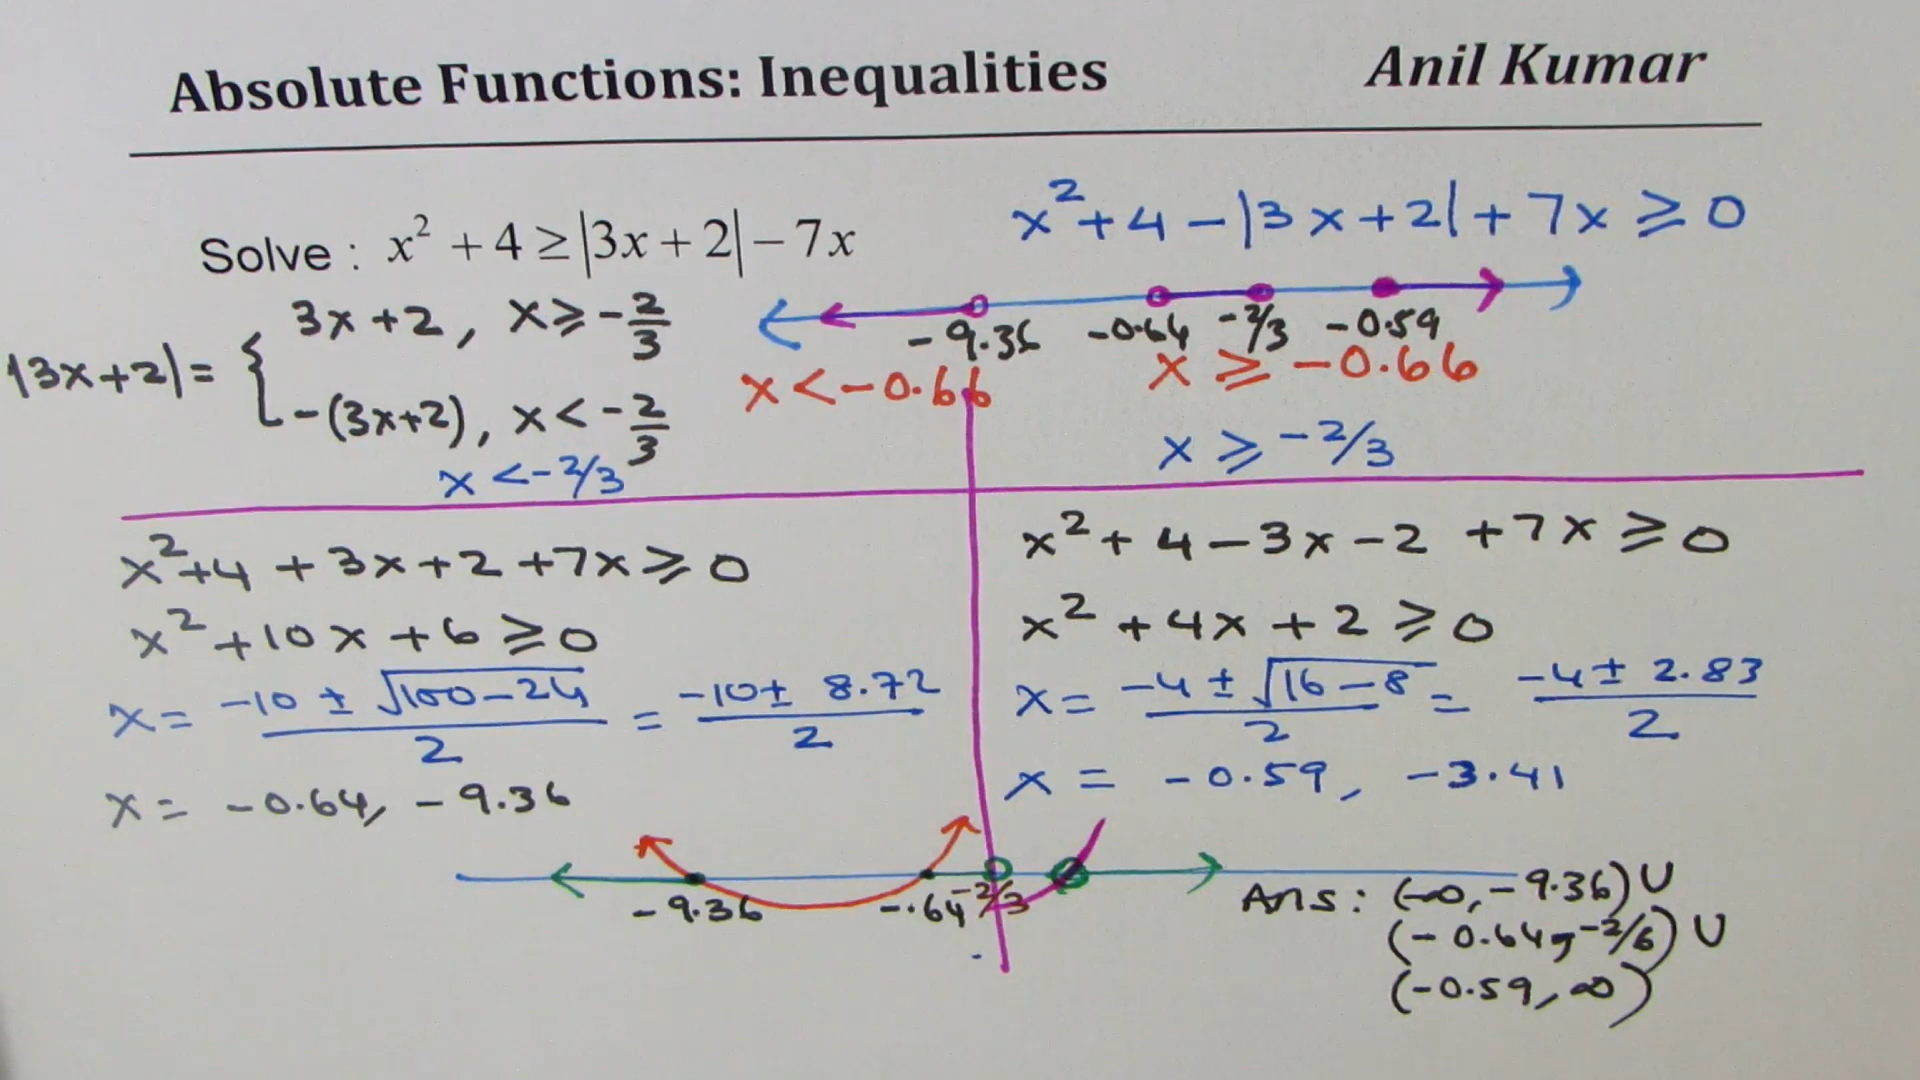 Absolute Functions: Inequalities
Anil Kumar
Solve : x² + 4 ≥ |3x + 2| − 7x
x² + 4 − |3x + 2| + 7x ≥ 0
|3x+2| = { 3x + 2, x ≥ −2/3
−(3x+2), x < −2/3
−9.36 −0.64 −2/3 −0.59
x < −0.66
x ≥ −0.66
x < −2/3
x ≥ −2/3
x² + 4 + 3x + 2 + 7x ≥ 0
x² + 10x + 6 ≥ 0
x = (−10 ± √(100−24))/2 = (−10 ± 8.72)/2
x = −0.64, −9.36
x² + 4 − 3x − 2 + 7x ≥ 0
x² + 4x + 2 ≥ 0
x = (−4 ± √(16−8))/2 = (−4 ± 2.83)/2
x = −0.59, −3.41
−9.36 −.64 −2/3
Ans: (−∞, −9.36) U
(−0.64, −2/6) U
(−0.59, ∞)